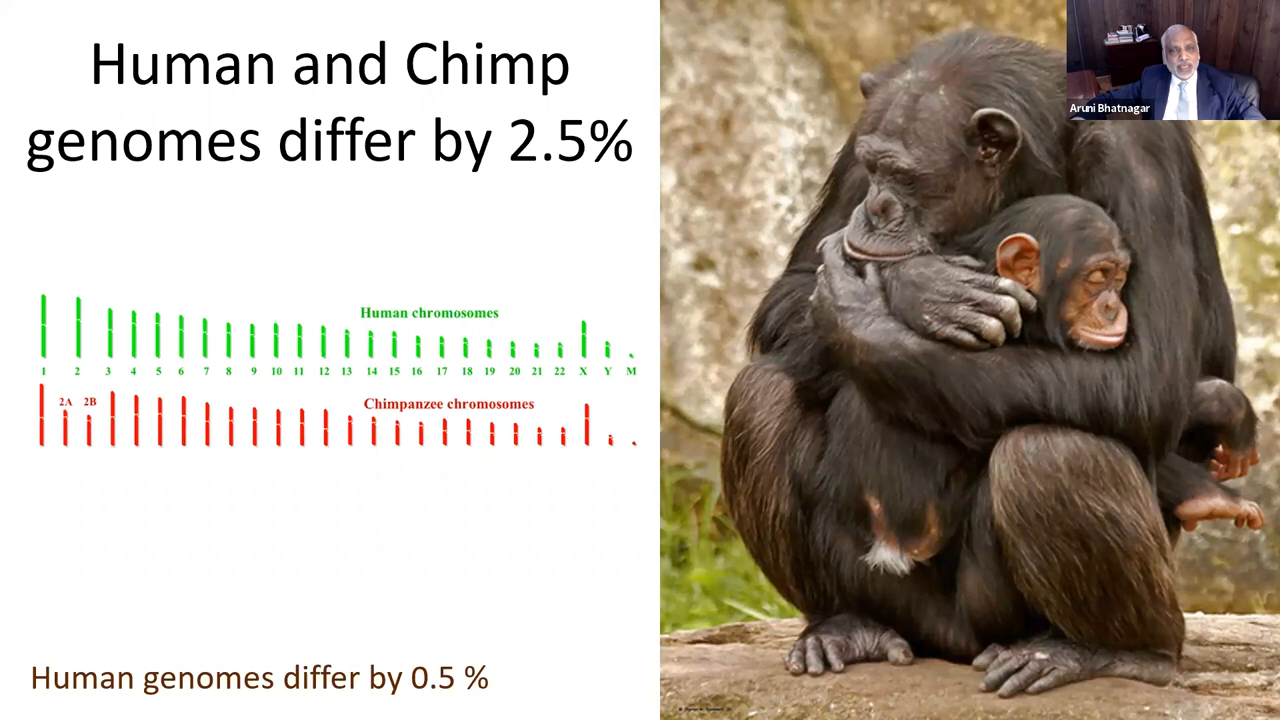 Human and Chimp
genomes differ by 2.5%
Human chromosomes
1 2 3 4 5 6 7 8 9 10 11 12 13 14 15 16 17 18 19 20 21 22 X Y M
2A 2B
Chimpanzee chromosomes
Human genomes differ by 0.5 %
Aruni Bhatnagar